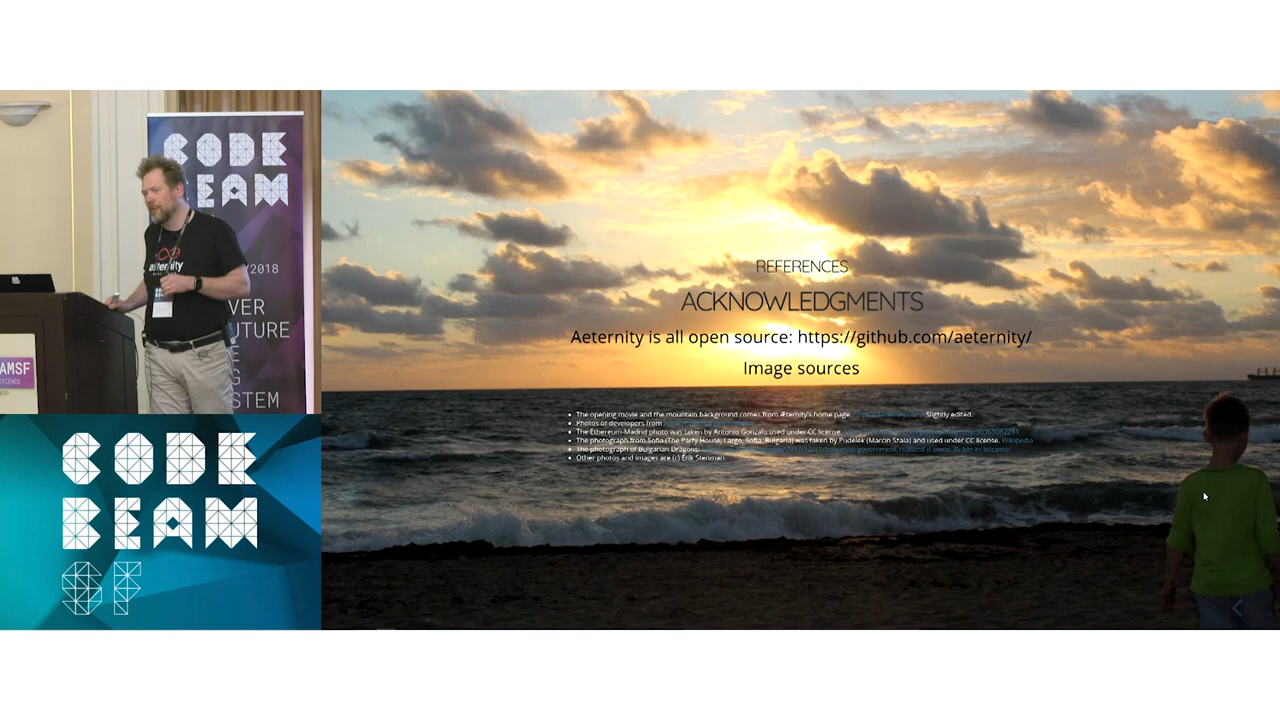 CODE
EAM
/2018
VER
UTURE
G
STEM
aeternity
AMSF
ERIENCE
CODE
BEAM
SF
REFERENCES
ACKNOWLEDGMENTS
Aeternity is all open source: https://github.com/aeternity/
Image sources
The opening movie and the mountain background comes from Æternity's home page: Slightly edited.
Photos of developers from
The Ethereum-Madrid photo was taken by Antonio Gonzalo used under CC license.
The photograph from Sofia (The Party House, Largo, Sofia, Bulgaria) was taken by Pudelek (Marcin Szala) and used under CC license. Wikipedia
The photograph of Bulgarian Dragons:
Other photos and images are (c) Erik Stenman.